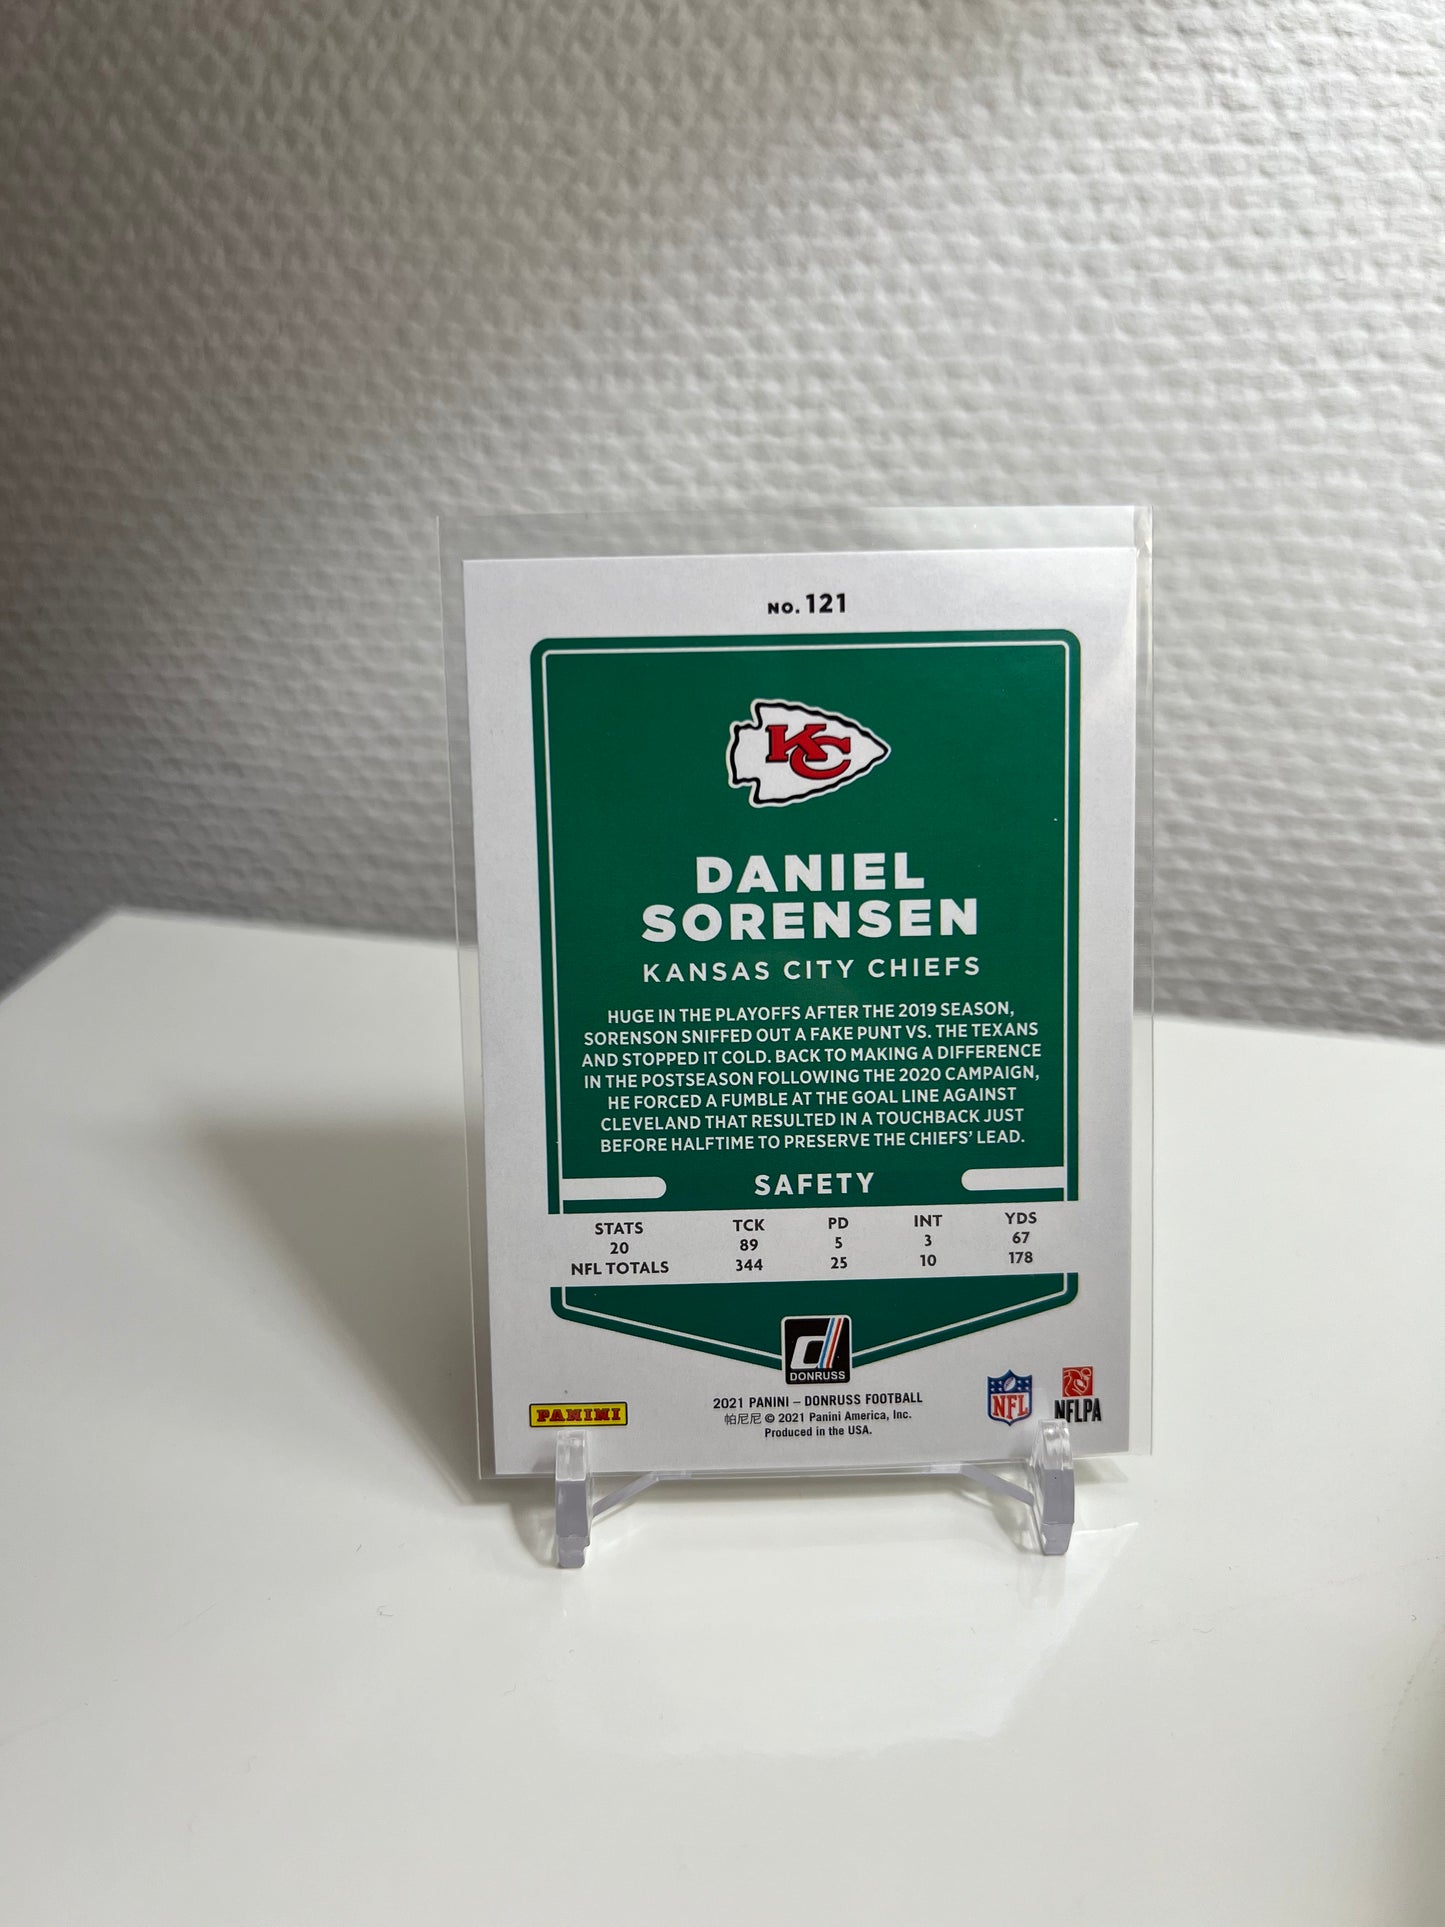 NO. 121
KC
DANIEL
SORENSEN
KANSAS CITY CHIEFS
HUGE IN THE PLAYOFFS AFTER THE 2019 SEASON,
SORENSON SNIFFED OUT A FAKE PUNT VS. THE TEXANS
AND STOPPED IT COLD. BACK TO MAKING A DIFFERENCE
IN THE POSTSEASON FOLLOWING THE 2020 CAMPAIGN,
HE FORCED A FUMBLE AT THE GOAL LINE AGAINST
CLEVELAND THAT RESULTED IN A TOUCHBACK JUST
BEFORE HALFTIME TO PRESERVE THE CHIEFS' LEAD.
SAFETY
STATS TCK PD INT YDS
20 89 5 3 67
NFL TOTALS 344 25 10 178
d
DONRUSS
PANINI
2021 PANINI – DONRUSS FOOTBALL
帕尼尼 © 2021 Panini America, Inc.
Produced in the USA.
NFL
NFLPA